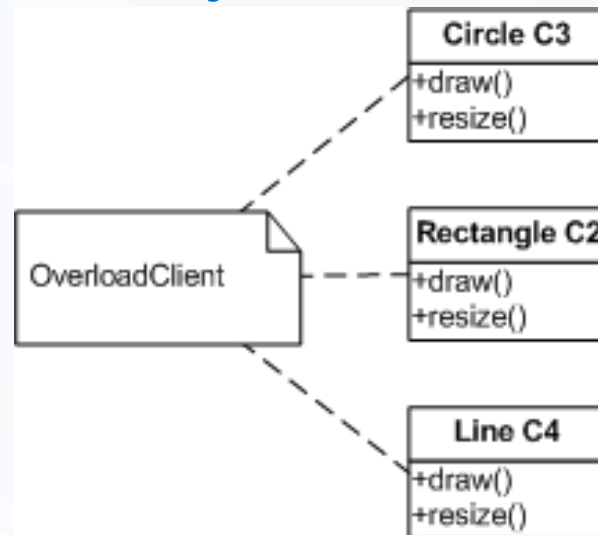 Circle C3
+draw()
+resize()
OverloadClient
Rectangle C2
+draw()
+resize()
Line C4
+draw()
+resize()